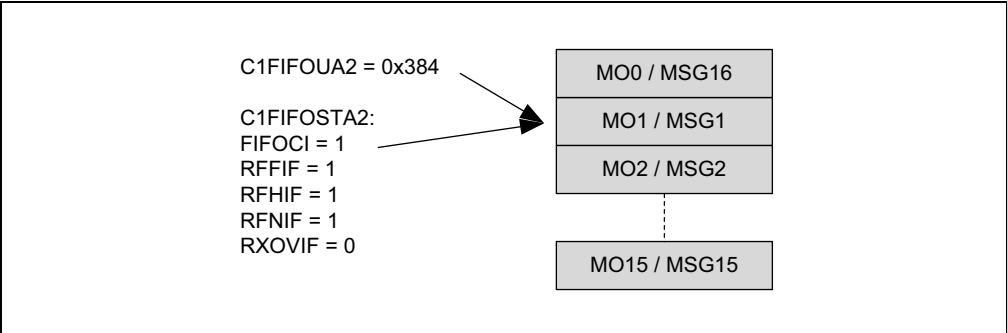 C1FIFOUA2 = 0x384
C1FIFOSTA2:
FIFOCI = 1
RFFIF = 1
RFHIF = 1
RFNIF = 1
RXOVIF = 0
MO0 / MSG16
MO1 / MSG1
MO2 / MSG2
MO15 / MSG15